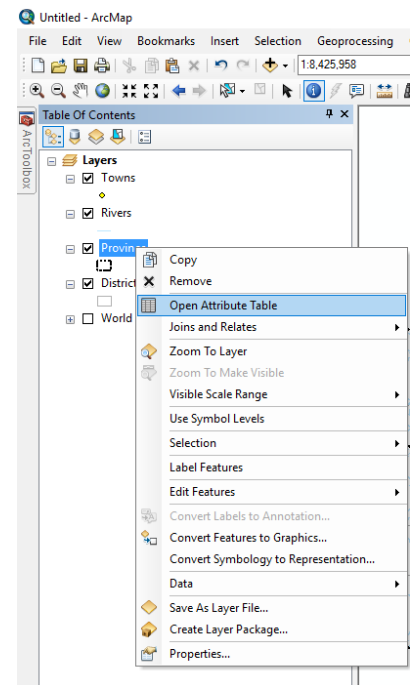 Untitled - ArcMap
File Edit View Bookmarks Insert Selection Geoprocessing
1:8,425,958
Table Of Contents
ArcToolbox
Layers
Towns
Rivers
Province
District
World
Copy
Remove
Open Attribute Table
Joins and Relates
Zoom To Layer
Zoom To Make Visible
Visible Scale Range
Use Symbol Levels
Selection
Label Features
Edit Features
Convert Labels to Annotation...
Convert Features to Graphics...
Convert Symbology to Representation...
Data
Save As Layer File...
Create Layer Package...
Properties...